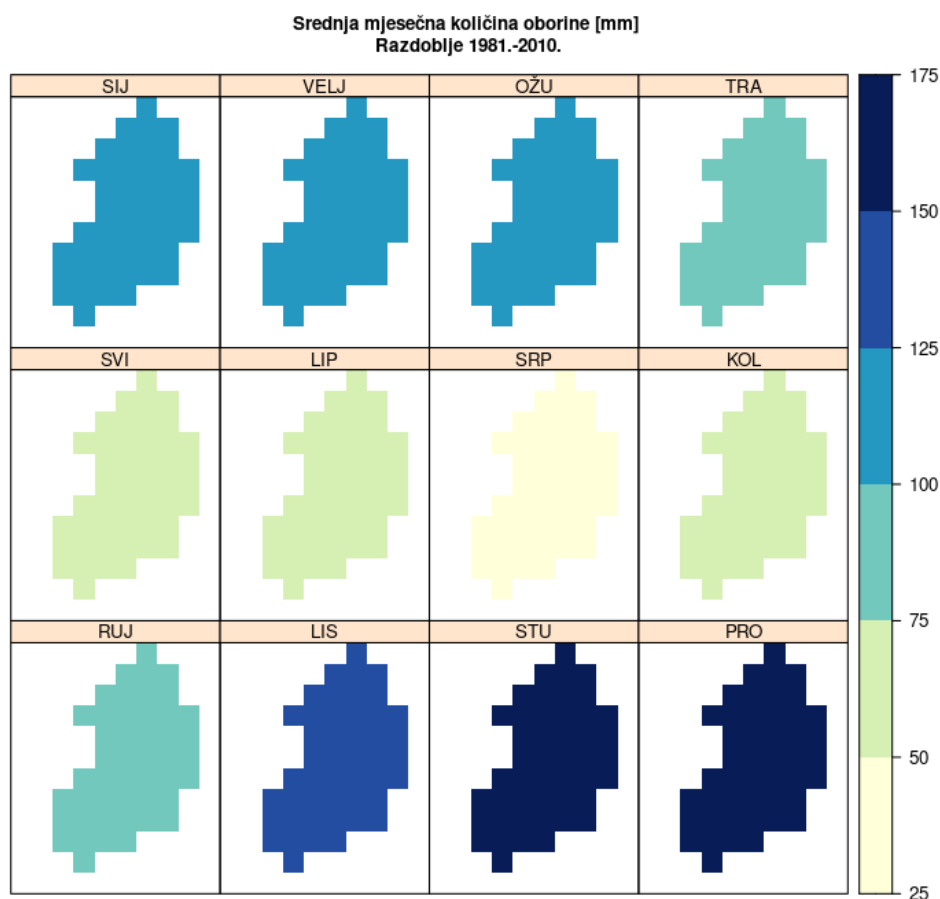 Srednja mjesečna količina oborine [mm]
Razdoblje 1981.-2010.
SIJ VELJ OŽU TRA
SVI LIP SRP KOL
RUJ LIS STU PRO
175
150
125
100
75
50
25